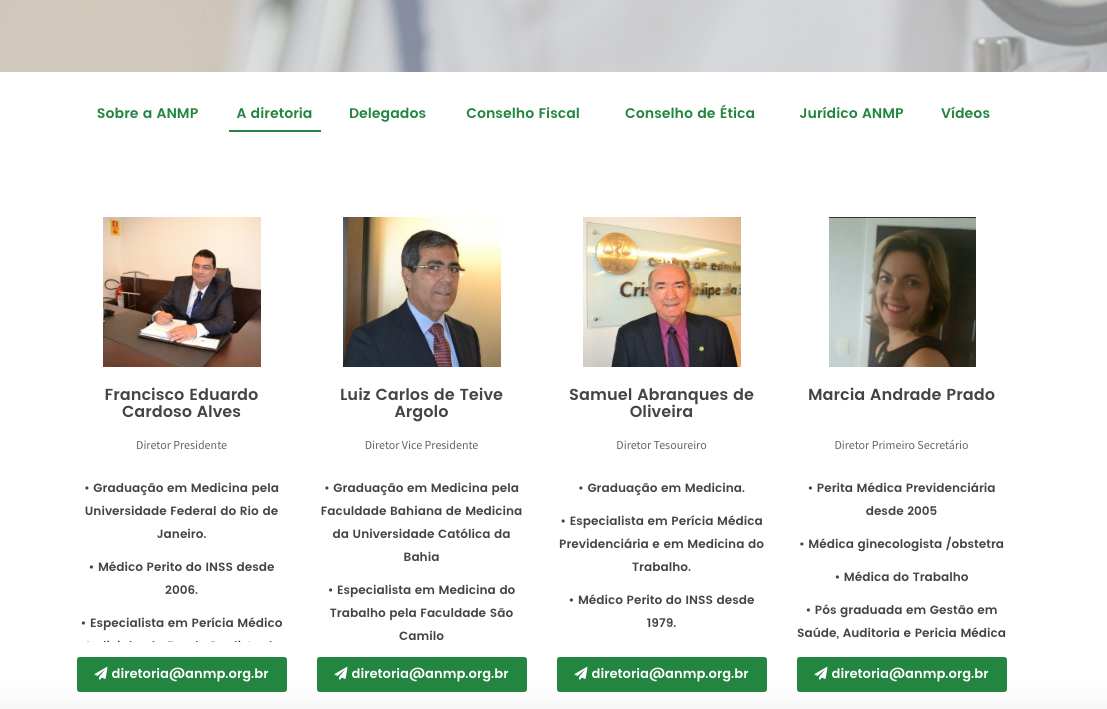 Sobre a ANMP
A diretoria
Delegados
Conselho Fiscal
Conselho de Ética
Jurídico ANMP
Vídeos
Francisco Eduardo
Cardoso Alves
Diretor Presidente
• Graduação em Medicina pela
Universidade Federal do Rio de
Janeiro.
• Médico Perito do INSS desde
2006.
• Especialista em Perícia Médico
diretoria@anmp.org.br
Luiz Carlos de Teive
Argolo
Diretor Vice Presidente
• Graduação em Medicina pela
Faculdade Bahiana de Medicina
da Universidade Católica da
Bahia
• Especialista em Medicina do
Trabalho pela Faculdade São
Camilo
diretoria@anmp.org.br
Samuel Abranques de
Oliveira
Diretor Tesoureiro
• Graduação em Medicina.
• Especialista em Perícia Médica
Previdenciária e em Medicina do
Trabalho.
• Médico Perito do INSS desde
1979.
diretoria@anmp.org.br
Marcia Andrade Prado
Diretor Primeiro Secretário
• Perita Médica Previdenciária
desde 2005
• Médica ginecologista /obstetra
• Médica do Trabalho
• Pós graduada em Gestão em
Saúde, Auditoria e Pericia Médica
diretoria@anmp.org.br